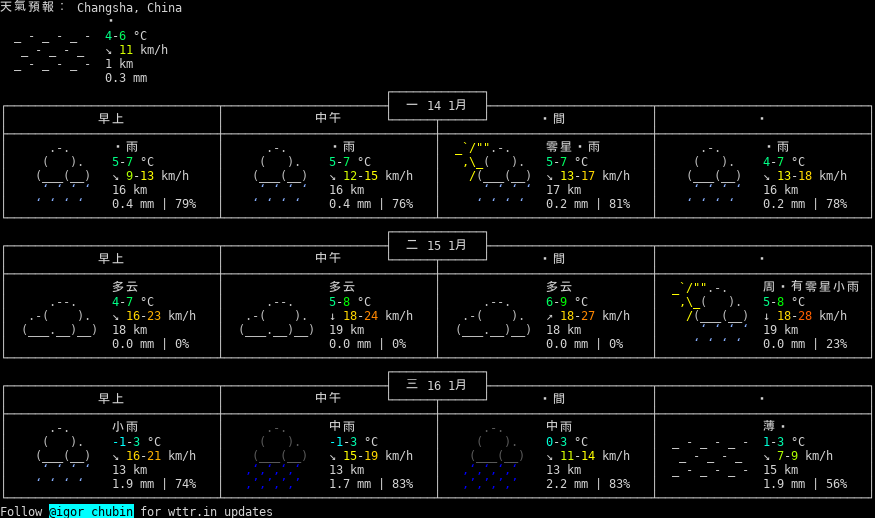 天氣預報： Changsha, China
4-6 °C
↘ 11 km/h
1 km
0.3 mm
一 14 1月
早上 中午 ・間 ・
・雨 ・雨 零星・雨 ・雨
5-7 °C 5-7 °C 5-7 °C 4-7 °C
↘ 9-13 km/h ↘ 12-15 km/h ↘ 13-17 km/h ↘ 13-18 km/h
16 km 16 km 17 km 16 km
0.4 mm | 79% 0.4 mm | 76% 0.2 mm | 81% 0.2 mm | 78%
二 15 1月
早上 中午 ・間 ・
多云 多云 多云 周・有零星小雨
4-7 °C 5-8 °C 6-9 °C 5-8 °C
↘ 16-23 km/h ↓ 18-24 km/h ↗ 18-27 km/h ↓ 18-28 km/h
18 km 19 km 18 km 19 km
0.0 mm | 0% 0.0 mm | 0% 0.0 mm | 0% 0.0 mm | 23%
三 16 1月
早上 中午 ・間 ・
小雨 中雨 中雨 薄・
-1-3 °C -1-3 °C 0-3 °C 1-3 °C
↘ 16-21 km/h ↘ 15-19 km/h ↘ 11-14 km/h ↘ 7-9 km/h
13 km 13 km 13 km 15 km
1.9 mm | 74% 1.7 mm | 83% 2.2 mm | 83% 1.9 mm | 56%
Follow @igor_chubin for wttr.in updates